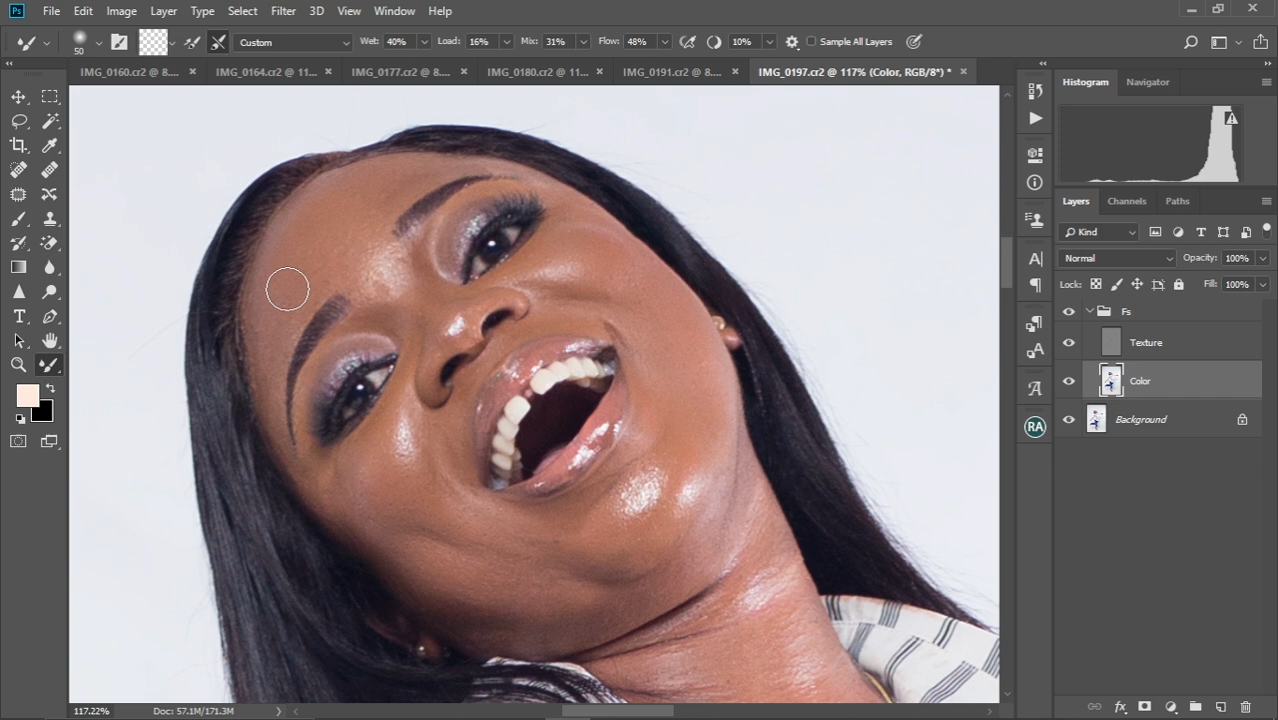 Ps File Edit Image Layer Type Select Filter 3D View Window Help
50 Custom Wet: 40% Load: 16% Mix: 31% Flow: 48% 10% Sample All Layers
IMG_0160.cr2 @ 8.... × IMG_0164.cr2 @ 11... × IMG_0177.cr2 @ 8.... × IMG_0180.cr2 @ 11... × IMG_0191.cr2 @ 8.... × IMG_0197.cr2 @ 117% (Color, RGB/8*) * ×
Histogram Navigator
Layers Channels Paths
Kind
Normal Opacity: 100%
Lock: Fill: 100%
Fs
Texture
Color
Background
RA
117.22% Doc: 57.1M/171.3M